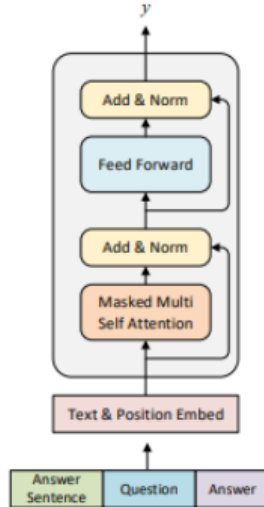 y
Add & Norm
Feed Forward
Add & Norm
Masked Multi
Self Attention
Text & Position Embed
Answer
Sentence
Question
Answer